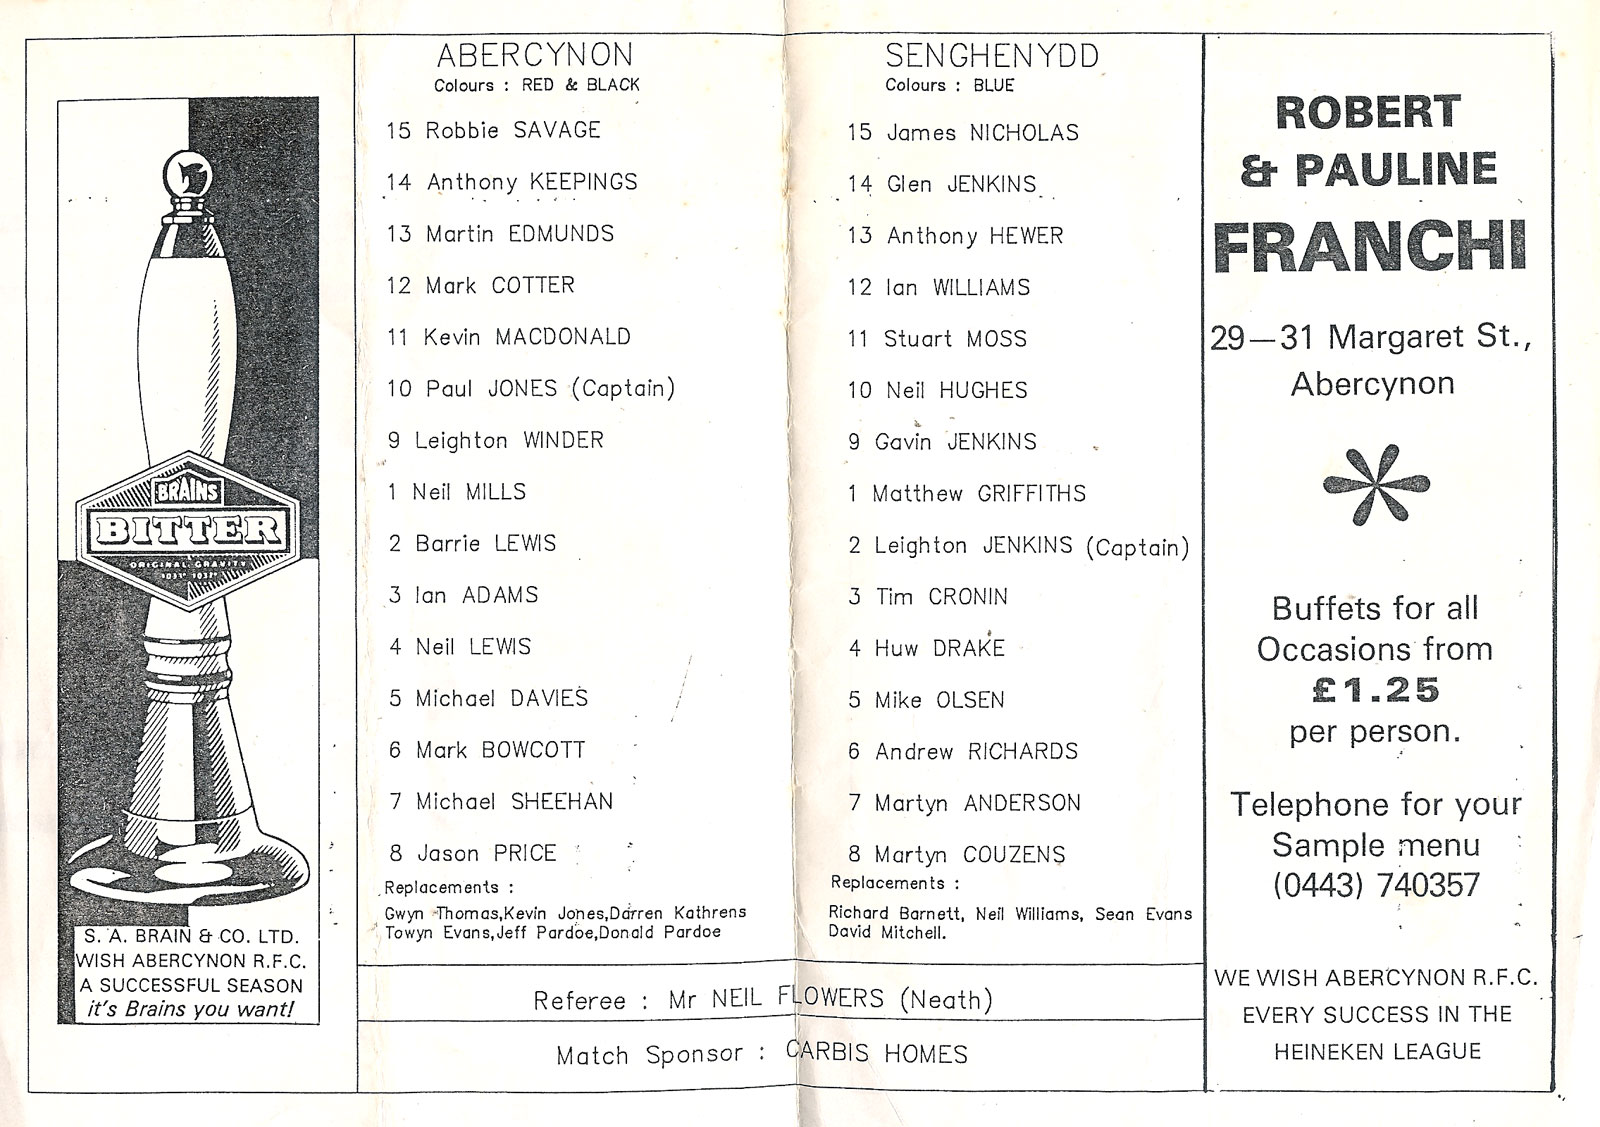 BRAINS
BITTER
ORIGINAL GRAVITY
S. A. BRAIN & CO. LTD.
WISH ABERCYNON R.F.C.
A SUCCESSFUL SEASON
it's Brains you want!
ABERCYNON
Colours : RED & BLACK
15 Robbie SAVAGE
14 Anthony KEEPINGS
13 Martin EDMUNDS
12 Mark COTTER
11 Kevin MACDONALD
10 Paul JONES (Captain)
9 Leighton WINDER
1 Neil MILLS
2 Barrie LEWIS
3 Ian ADAMS
4 Neil LEWIS
5 Michael DAVIES
6 Mark BOWCOTT
7 Michael SHEEHAN
8 Jason PRICE
Replacements :
Gwyn Thomas,Kevin Jones,Darren Kathrens
Towyn Evans,Jeff Pardoe,Donald Pardoe
SENGHENYDD
Colours : BLUE
15 James NICHOLAS
14 Glen JENKINS
13 Anthony HEWER
12 Ian WILLIAMS
11 Stuart MOSS
10 Neil HUGHES
9 Gavin JENKINS
1 Matthew GRIFFITHS
2 Leighton JENKINS (Captain)
3 Tim CRONIN
4 Huw DRAKE
5 Mike OLSEN
6 Andrew RICHARDS
7 Martyn ANDERSON
8 Martyn COUZENS
Replacements :
Richard Barnett, Neil Williams, Sean Evans
David Mitchell.
Referee : Mr NEIL FLOWERS (Neath)
Match Sponsor : CARBIS HOMES
ROBERT
& PAULINE
FRANCHI
29—31 Margaret St.,
Abercynon
*
Buffets for all
Occasions from
£1.25
per person.
Telephone for your
Sample menu
(0443) 740357
WE WISH ABERCYNON R.F.C.
EVERY SUCCESS IN THE
HEINEKEN LEAGUE